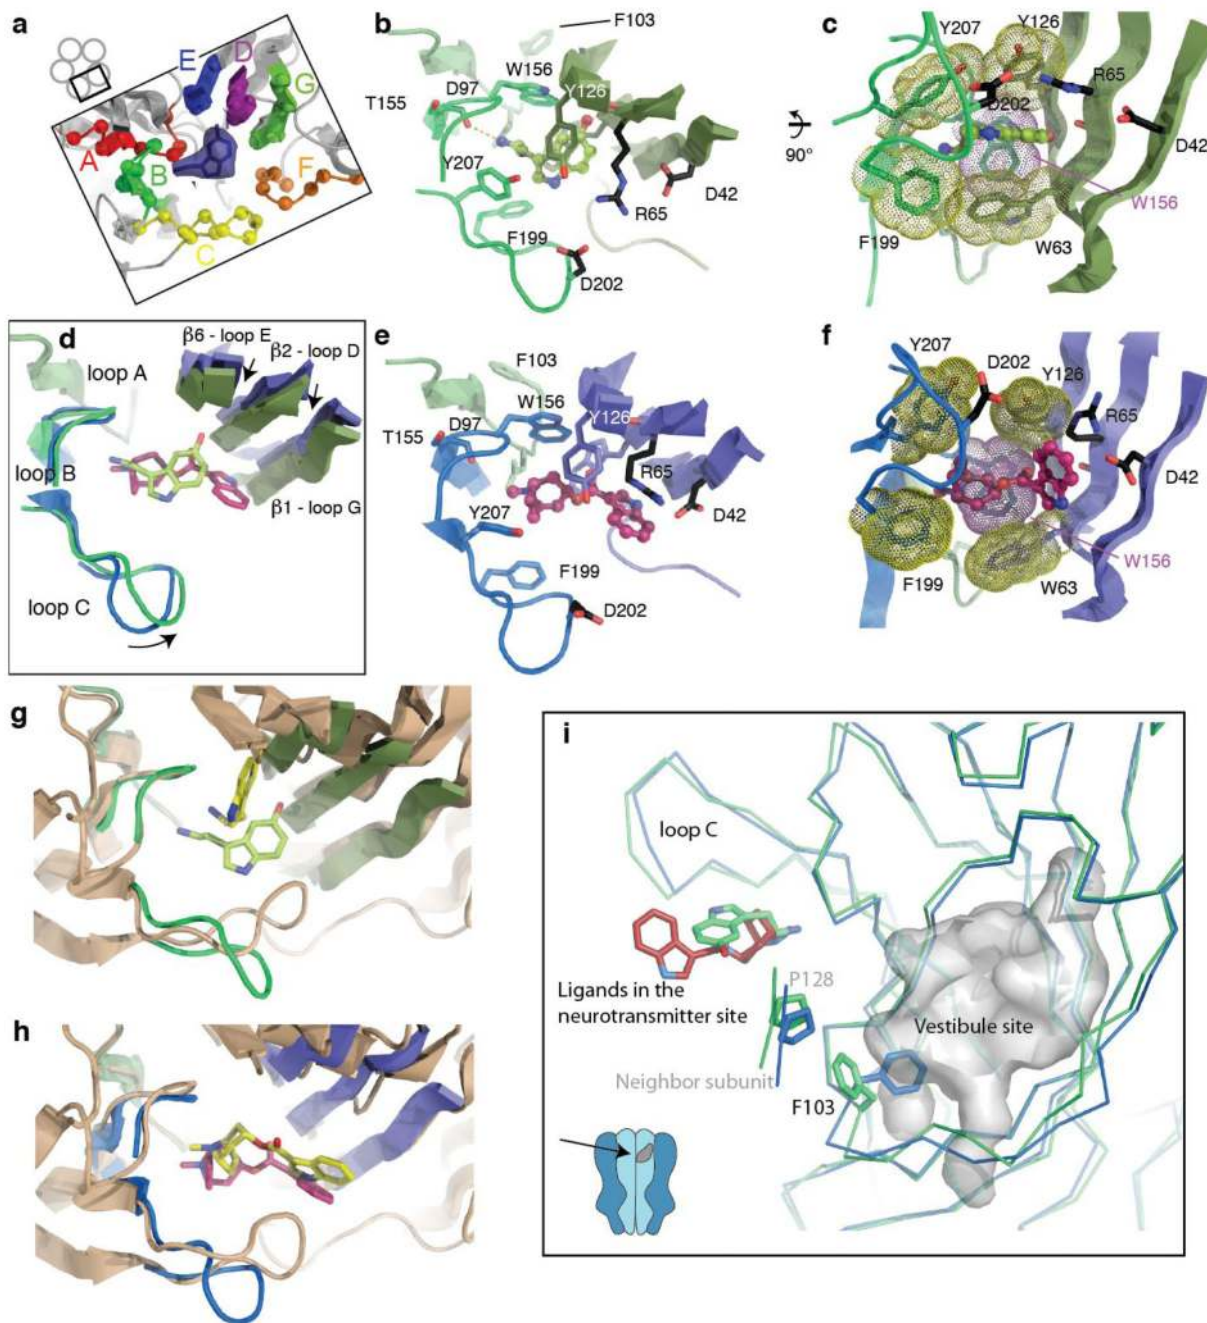 a
E
D
G
A
B
F
C
b
F103
W156
D97
Y126
T155
Y207
R65
D42
F199
D202
90°
c
Y126
Y207
R65
D202
D42
W156
F199
W63
d
β6 - loop E
loop A
β2 - loop D
loop B
β1 - loop G
loop C
e
F103
W156
Y126
D97
T155
R65
Y207
D42
F199
D202
f
Y207
D202
Y126
R65
D42
W156
F199
W63
g
h
i
loop C
P128
Ligands in the
neurotransmitter site
Vestibule site
Neighbor subunit
F103